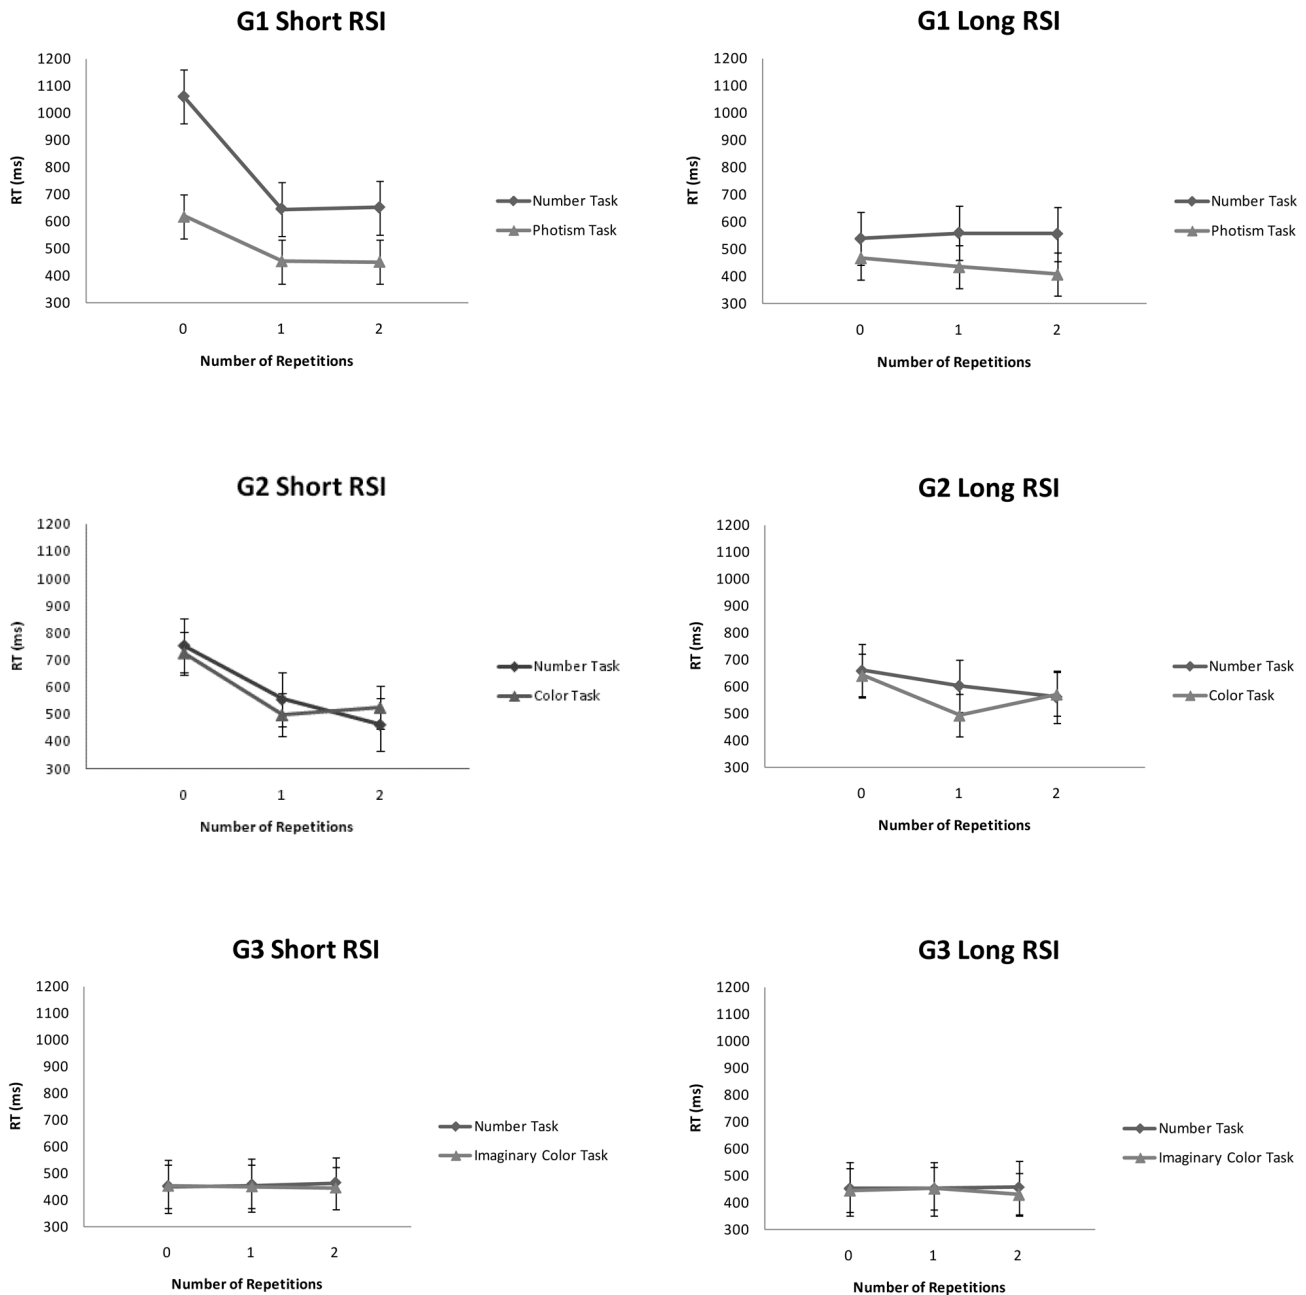 G1 Short RSI
1200
1100
1000
900
800
700
600
500
400
300
RT (ms)
0 1 2
Number of Repetitions
Number Task
Photism Task
G1 Long RSI
1200
1100
1000
900
800
700
600
500
400
300
RT (ms)
0 1 2
Number of Repetitions
Number Task
Photism Task
G2 Short RSI
1200
1100
1000
900
800
700
600
500
400
300
RT (ms)
0 1 2
Number of Repetitions
Number Task
Color Task
G2 Long RSI
1200
1100
1000
900
800
700
600
500
400
300
RT (ms)
0 1 2
Number of Repetitions
Number Task
Color Task
G3 Short RSI
1200
1100
1000
900
800
700
600
500
400
300
RT (ms)
0 1 2
Number of Repetitions
Number Task
Imaginary Color Task
G3 Long RSI
1200
1100
1000
900
800
700
600
500
400
300
RT (ms)
0 1 2
Number of Repetitions
Number Task
Imaginary Color Task